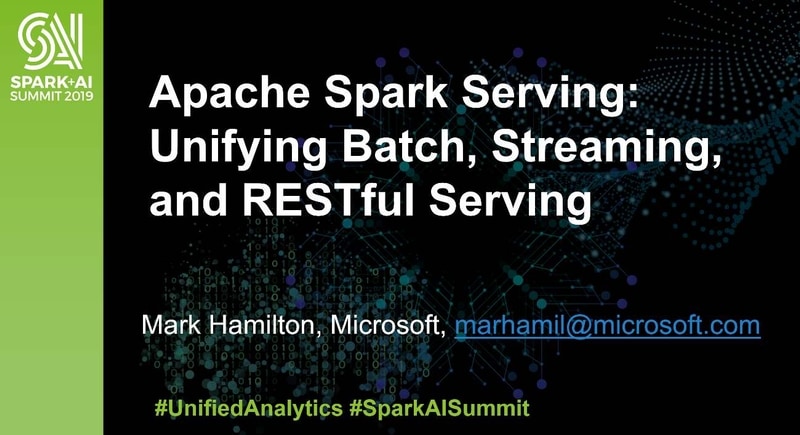 SPARK+AI
SUMMIT 2019
Apache Spark Serving:
Unifying Batch, Streaming,
and RESTful Serving
Mark Hamilton, Microsoft, marhamil@microsoft.com
#UnifiedAnalytics #SparkAISummit